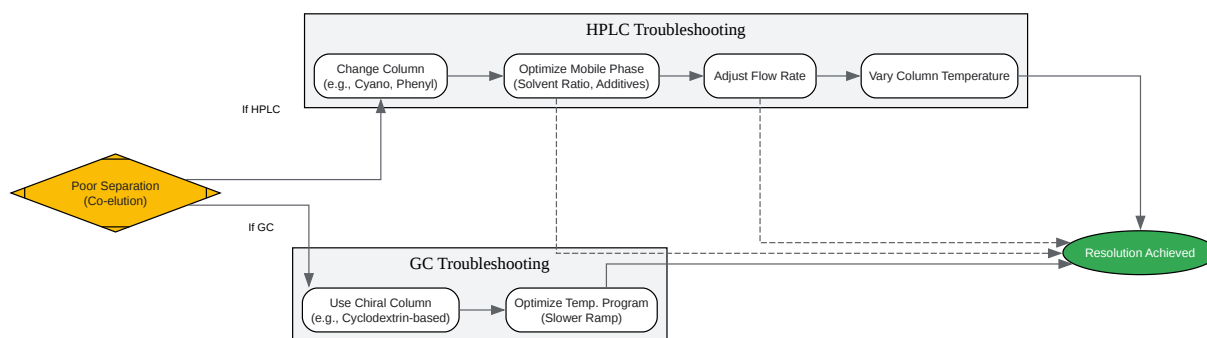 HPLC Troubleshooting
Change Column
(e.g., Cyano, Phenyl)
Optimize Mobile Phase
(Solvent Ratio, Additives)
Adjust Flow Rate
Vary Column Temperature
If HPLC
Poor Separation
(Co-elution)
If GC
Resolution Achieved
GC Troubleshooting
Use Chiral Column
(e.g., Cyclodextrin-based)
Optimize Temp. Program
(Slower Ramp)